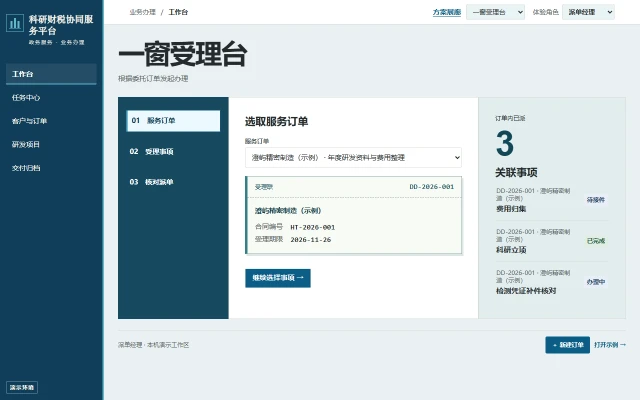 科研财税协同服
务平台
政务服务 · 业务办理
工作台
任务中心
客户与订单
研发项目
交付归档
演示环境
业务办理 / 工作台
方案展廊
一窗受理台
体验角色
派单经理
一窗受理台
根据委托订单发起办理
01 服务订单
02 受理事项
03 核对派单
选取服务订单
服务订单
澄屿精密制造（示例） · 年度研发资料与费用整理
受理联 DD-2026-001
澄屿精密制造（示例）
合同编号 HT-2026-001
受理期限 2026-11-26
继续选择事项 →
订单内已派
3
关联事项
DD-2026-001 · 澄屿精密制
造（示例）
费用归集
待接件
DD-2026-001 · 澄屿精密制
造（示例）
科研立项
已完成
DD-2026-001 · 澄屿精密制
造（示例）
检测凭证补件核对
办理中
派单经理 · 本机演示工作区
+ 新建订单
打开示例 →